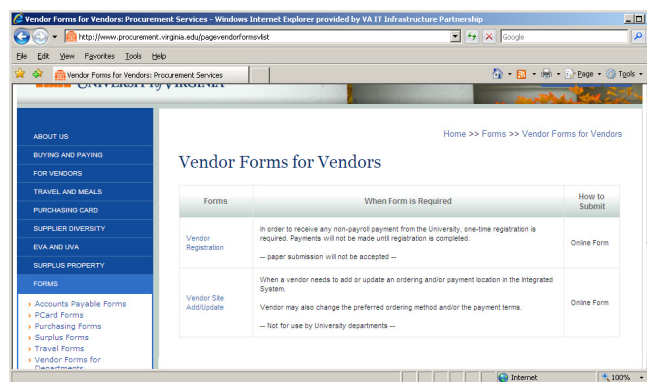 Vendor Forms for Vendors: Procurement Services - Windows Internet Explorer provided by VA IT Infrastructure Partnership
http://www.procurement.virginia.edu/pagevendorformsvlist
Google
File Edit View Favorites Tools Help
Vendor Forms for Vendors: Procurement Services
Page Tools
UNIVERSITY of VIRGINIA
ABOUT US
BUYING AND PAYING
FOR VENDORS
TRAVEL AND MEALS
PURCHASING CARD
SUPPLIER DIVERSITY
EVA AND UVA
SURPLUS PROPERTY
FORMS
Accounts Payable Forms
PCard Forms
Purchasing Forms
Surplus Forms
Travel Forms
Vendor Forms for
Departments
Home >> Forms >> Vendor Forms for Vendors
Vendor Forms for Vendors
Forms
When Form is Required
How to
Submit
Vendor
Registration
In order to receive any non-payroll payment from the University, one-time registration is
required. Payments will not be made until registration is completed.
-- paper submission will not be accepted --
Online Form
Vendor Site
Add/Update
When a vendor needs to add or update an ordering and/or payment location in the Integrated
System.
Vendor may also change the preferred ordering method and/or the payment terms.
-- Not for use by University departments --
Online Form
Internet
100%